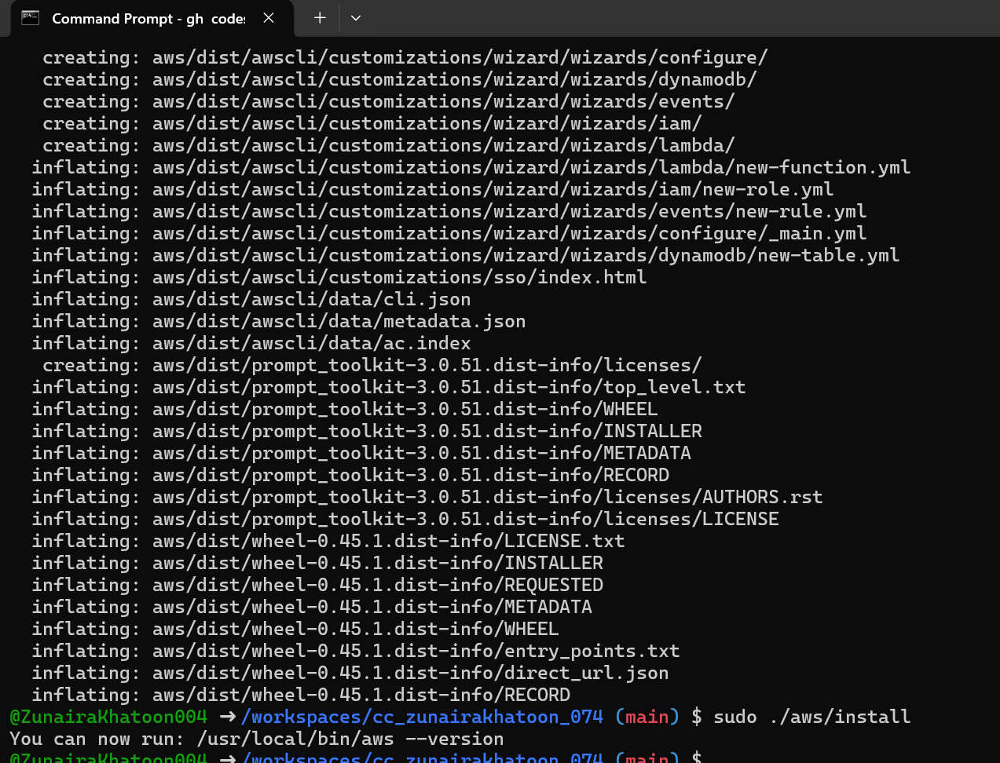 Command Prompt - gh codes
creating: aws/dist/awscli/customizations/wizard/wizards/configure/
creating: aws/dist/awscli/customizations/wizard/wizards/dynamodb/
creating: aws/dist/awscli/customizations/wizard/wizards/events/
creating: aws/dist/awscli/customizations/wizard/wizards/iam/
creating: aws/dist/awscli/customizations/wizard/wizards/lambda/
inflating: aws/dist/awscli/customizations/wizard/wizards/lambda/new-function.yml
inflating: aws/dist/awscli/customizations/wizard/wizards/iam/new-role.yml
inflating: aws/dist/awscli/customizations/wizard/wizards/events/new-rule.yml
inflating: aws/dist/awscli/customizations/wizard/wizards/configure/_main.yml
inflating: aws/dist/awscli/customizations/wizard/wizards/dynamodb/new-table.yml
inflating: aws/dist/awscli/customizations/sso/index.html
inflating: aws/dist/awscli/data/cli.json
inflating: aws/dist/awscli/data/metadata.json
inflating: aws/dist/awscli/data/ac.index
creating: aws/dist/prompt_toolkit-3.0.51.dist-info/licenses/
inflating: aws/dist/prompt_toolkit-3.0.51.dist-info/top_level.txt
inflating: aws/dist/prompt_toolkit-3.0.51.dist-info/WHEEL
inflating: aws/dist/prompt_toolkit-3.0.51.dist-info/INSTALLER
inflating: aws/dist/prompt_toolkit-3.0.51.dist-info/METADATA
inflating: aws/dist/prompt_toolkit-3.0.51.dist-info/RECORD
inflating: aws/dist/prompt_toolkit-3.0.51.dist-info/licenses/AUTHORS.rst
inflating: aws/dist/prompt_toolkit-3.0.51.dist-info/licenses/LICENSE
inflating: aws/dist/wheel-0.45.1.dist-info/LICENSE.txt
inflating: aws/dist/wheel-0.45.1.dist-info/INSTALLER
inflating: aws/dist/wheel-0.45.1.dist-info/REQUESTED
inflating: aws/dist/wheel-0.45.1.dist-info/METADATA
inflating: aws/dist/wheel-0.45.1.dist-info/WHEEL
inflating: aws/dist/wheel-0.45.1.dist-info/entry_points.txt
inflating: aws/dist/wheel-0.45.1.dist-info/direct_url.json
inflating: aws/dist/wheel-0.45.1.dist-info/RECORD
@ZunairaKhatoon004 ➜ /workspaces/cc_zunairakhatoon_074 (main) $ sudo ./aws/install
You can now run: /usr/local/bin/aws --version
@ZunairaKhatoon004 ➜ /workspaces/cc_zunairakhatoon_074 (main) $